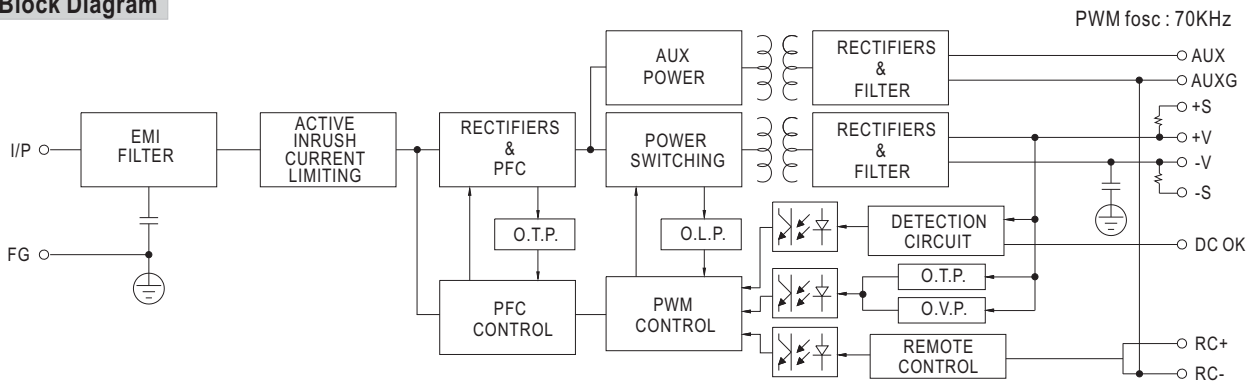 Block Diagram
PWM fosc : 70KHz
I/P
EMI
FILTER
FG
ACTIVE
INRUSH
CURRENT
LIMITING
RECTIFIERS
&
PFC
O.T.P.
PFC
CONTROL
AUX
POWER
POWER
SWITCHING
O.L.P.
PWM
CONTROL
RECTIFIERS
&
FILTER
RECTIFIERS
&
FILTER
DETECTION
CIRCUIT
O.T.P.
O.V.P.
REMOTE
CONTROL
AUX
AUXG
+S
+V
-V
-S
DC OK
RC+
RC-